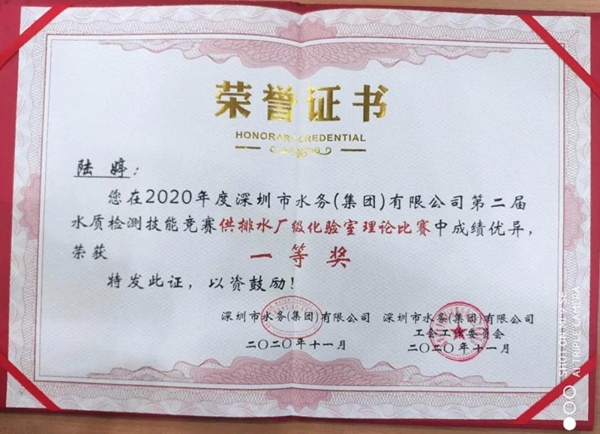 荣誉证书
HONORARY CREDENTIAL
陆婷：
您在2020年度深圳市水务(集团)有限公司第二届
水质检测技能竞赛供排水厂级化验室理论比赛中成绩优异，
荣获 一等奖
特发此证，以资鼓励！
深圳市水务(集团)有限公司 深圳市水务(集团)有限公司
工会工作委员会
二〇二〇年十一月 二〇二〇年十一月
SHOT ON MI 9 SE
AI TRIPLE CAMERA